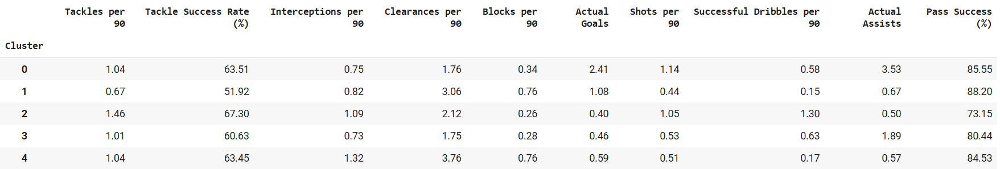 Tackles per 90 Tackle Success Rate (%) Interceptions per 90 Clearances per 90 Blocks per 90 Actual Goals Shots per 90 Successful Dribbles per 90 Actual Assists Pass Success (%)
Cluster
0 1.04 63.51 0.75 1.76 0.34 2.41 1.14 0.58 3.53 85.55
1 0.67 51.92 0.82 3.06 0.76 1.08 0.44 0.15 0.67 88.20
2 1.46 67.30 1.09 2.12 0.26 0.40 1.05 1.30 0.50 73.15
3 1.01 60.63 0.73 1.75 0.28 0.46 0.53 0.63 1.89 80.44
4 1.04 63.45 1.32 3.76 0.76 0.59 0.51 0.17 0.57 84.53